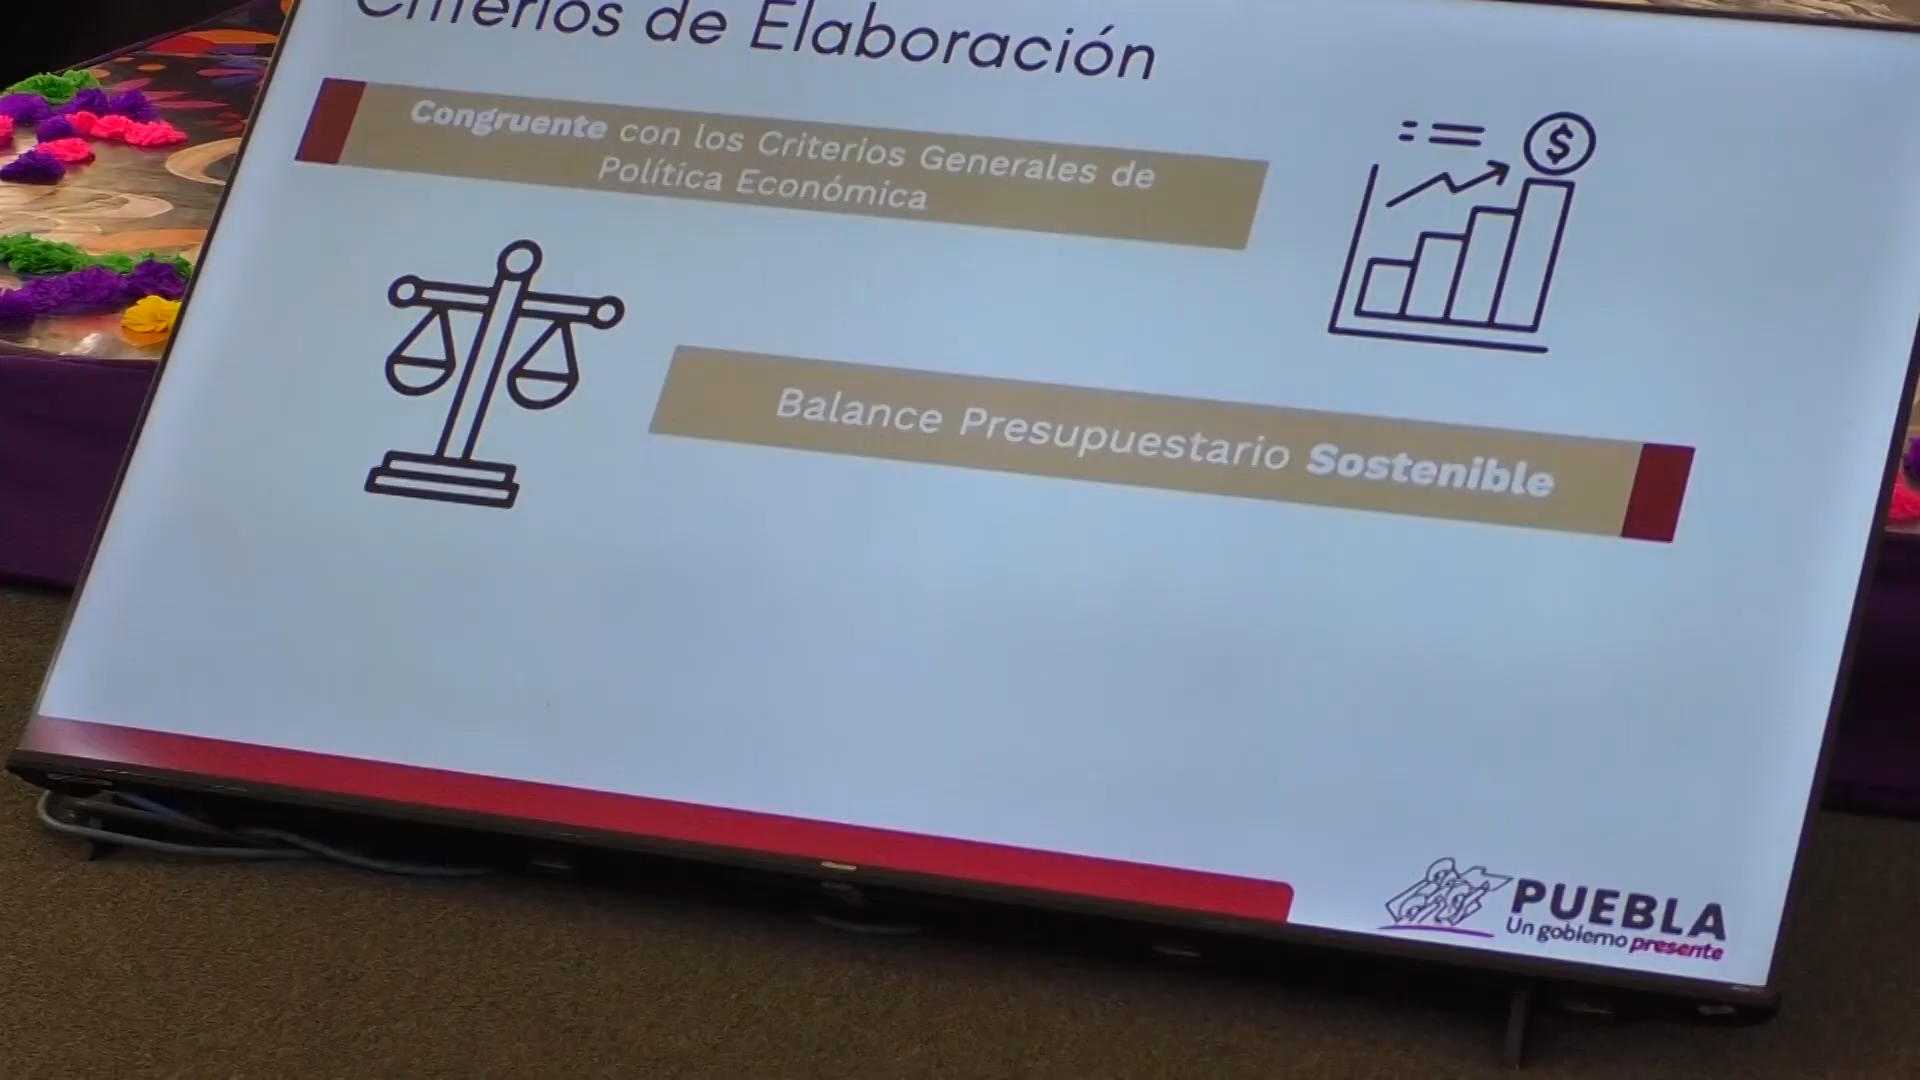 Criterios de Elaboración
Congruente con los Criterios Generales de
Política Económica
$
Balance Presupuestario Sostenible
PUEBLA
Un gobierno presente